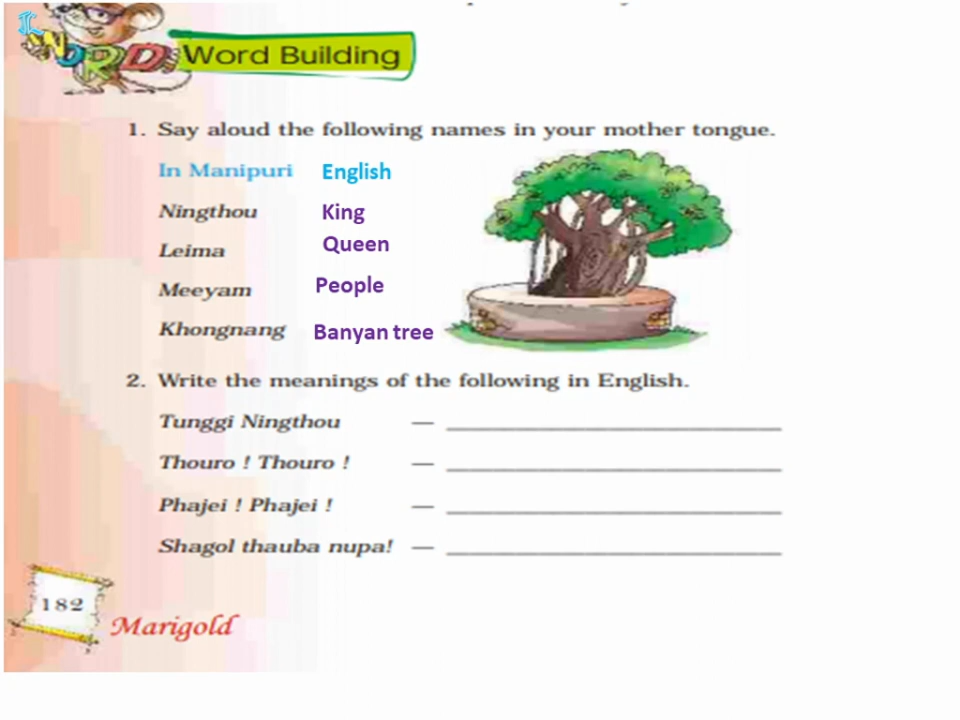 WORD
Word Building
1. Say aloud the following names in your mother tongue.
In Manipuri English
Ningthou King
Leima Queen
Meeyam People
Khongnang Banyan tree
2. Write the meanings of the following in English.
Tunggi Ningthou —
Thouro ! Thouro ! —
Phajei ! Phajei ! —
Shagol thauba nupa! —
182
Marigold